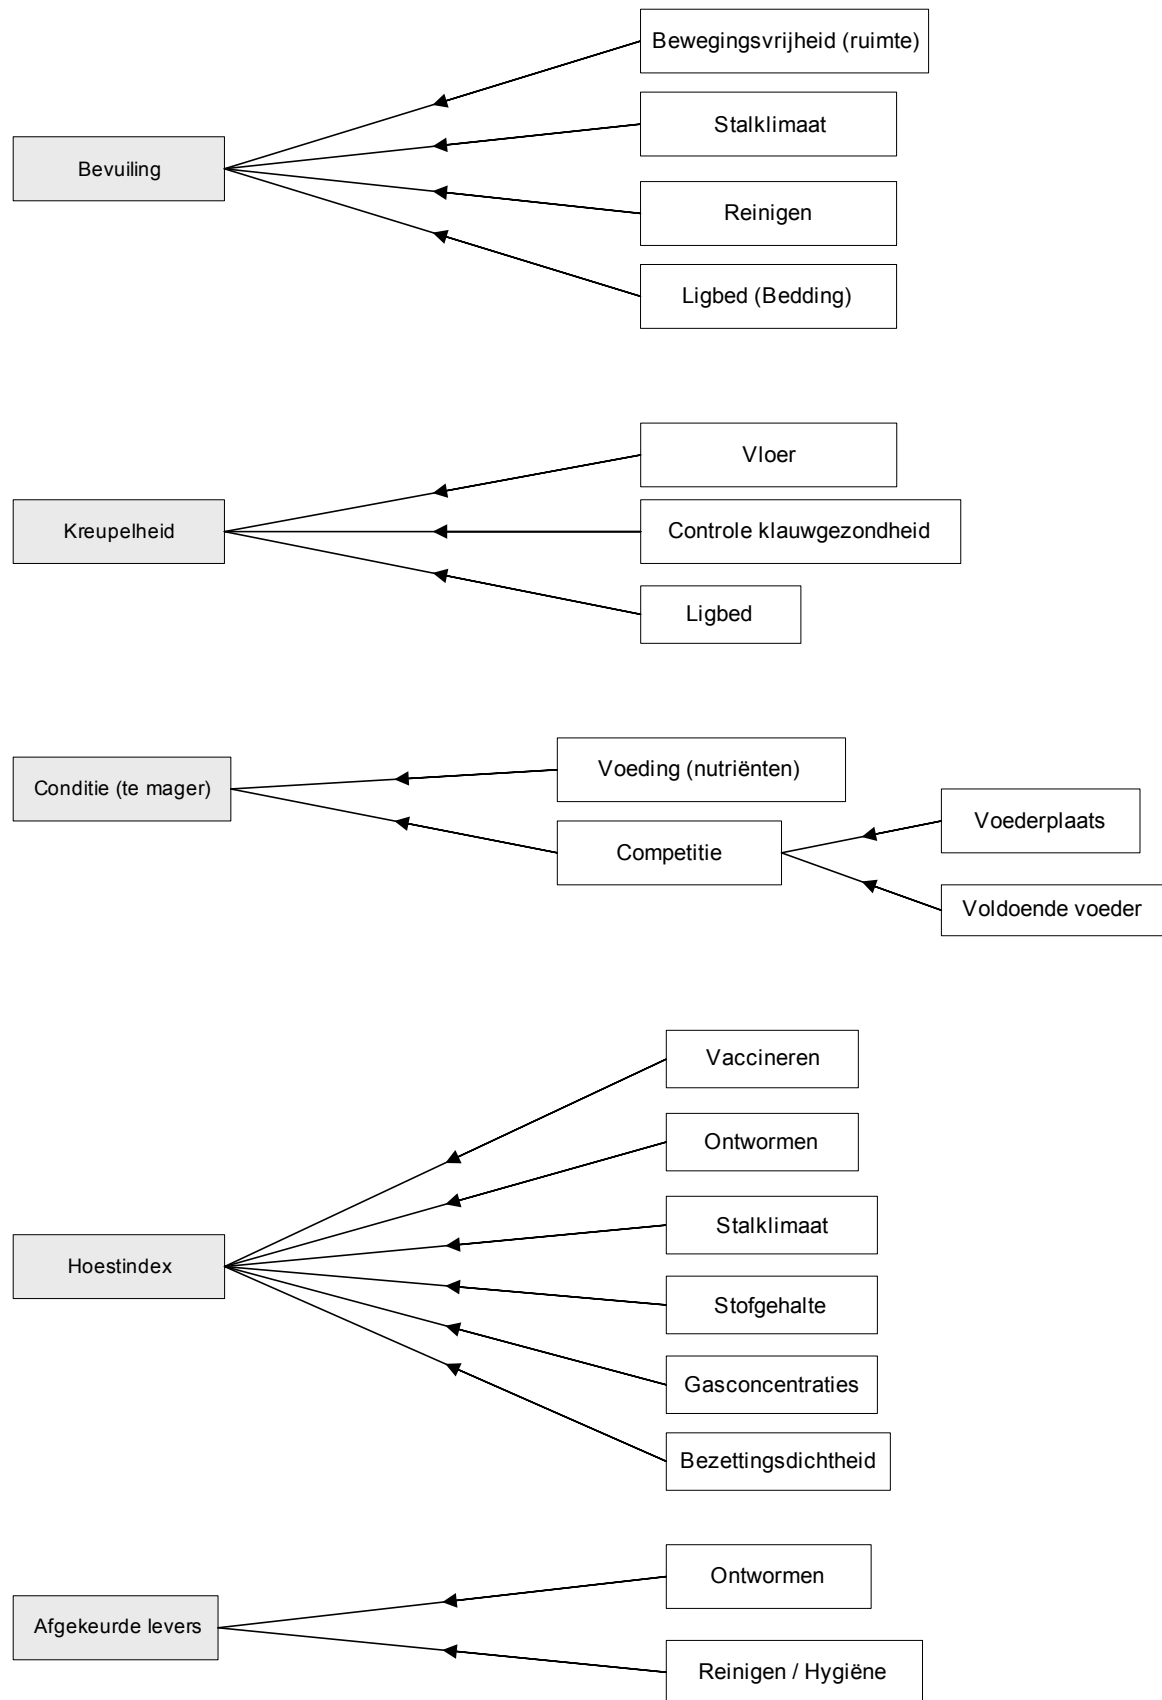 Bewegingsvrijheid (ruimte)
Stalklimaat
Bevuiling
Reinigen
Ligbed (Bedding)
Vloer
Kreupelheid
Controle klauwgezondheid
Ligbed
Voeding (nutriënten)
Conditie (te mager)
Voederplaats
Competitie
Voldoende voeder
Vaccineren
Ontwormen
Stalklimaat
Hoestindex
Stofgehalte
Gasconcentraties
Bezettingsdichtheid
Ontwormen
Afgekeurde levers
Reinigen / Hygiëne